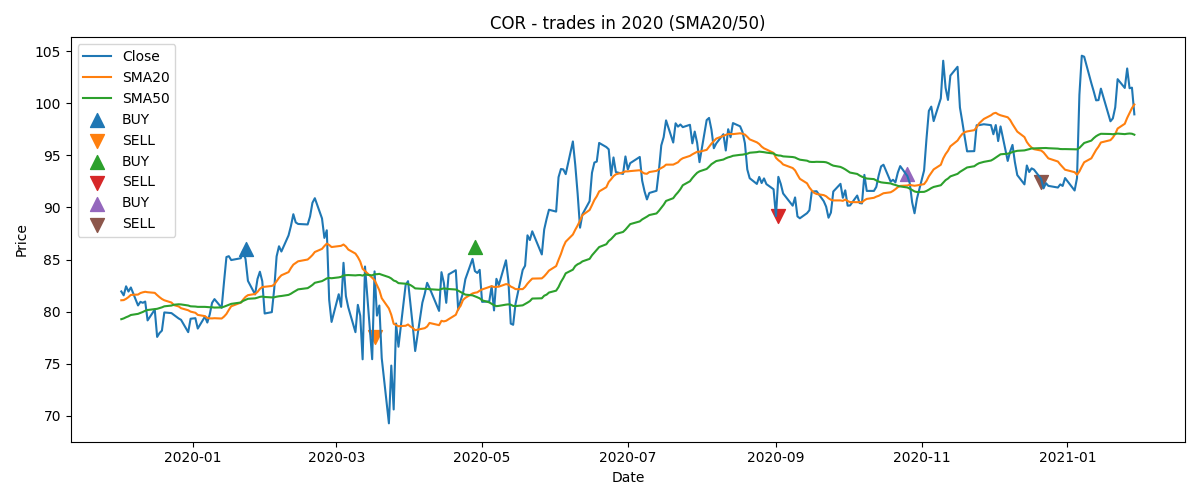 COR - trades in 2020 (SMA20/50)
Close
SMA20
SMA50
BUY
SELL
BUY
SELL
BUY
SELL
105
100
95
90
85
80
75
70
Price
2020-01 2020-03 2020-05 2020-07 2020-09 2020-11 2021-01
Date